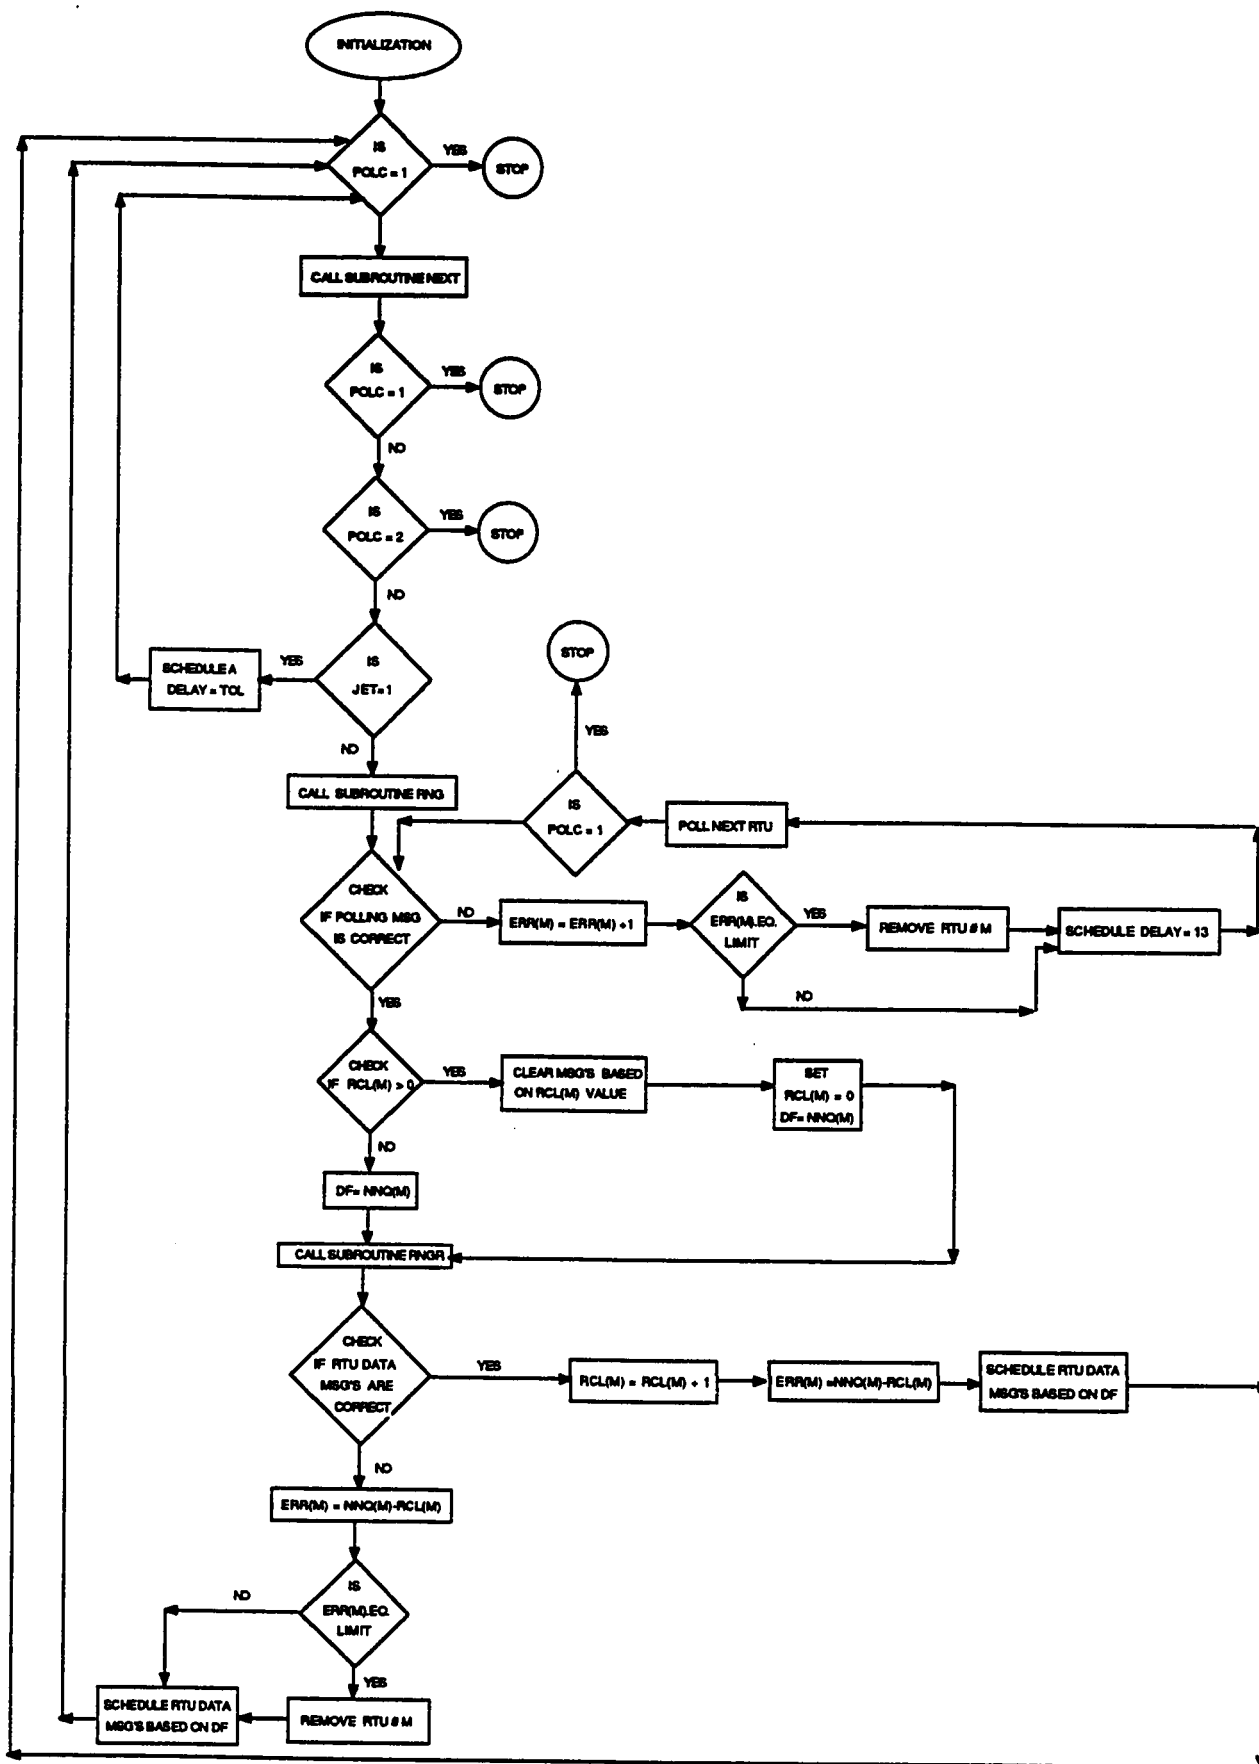 INITIALIZATION
IS
POLC = 1
YES
STOP
CALL SUBROUTINE NEXT
IS
POLC = 1
YES
STOP
NO
IS
POLC = 2
YES
STOP
NO
IS
JET=1
YES
SCHEDULE A
DELAY = TOL
NO
CALL SUBROUTINE RNG
STOP
YES
IS
POLC = 1
POLL NEXT RTU
CHECK
IF POLLING MSG
IS CORRECT
NO
ERR(M) = ERR(M) +1
IS
ERR(M).EQ.
LIMIT
YES
REMOVE RTU # M
SCHEDULE DELAY = 13
NO
YES
CHECK
IF RCL(M) > 0
YES
CLEAR MSG'S BASED
ON RCL(M) VALUE
SET
RCL(M) = 0
DF= NNQ(M)
NO
DF= NNQ(M)
CALL SUBROUTINE RNGR
CHECK
IF RTU DATA
MSG'S ARE
CORRECT
YES
RCL(M) = RCL(M) + 1
ERR(M) =NNQ(M)-RCL(M)
SCHEDULE RTU DATA
MSG'S BASED ON DF
NO
ERR(M) = NNQ(M)-RCL(M)
IS
ERR(M).EQ.
LIMIT
NO
YES
REMOVE RTU # M
SCHEDULE RTU DATA
MSG'S BASED ON DF